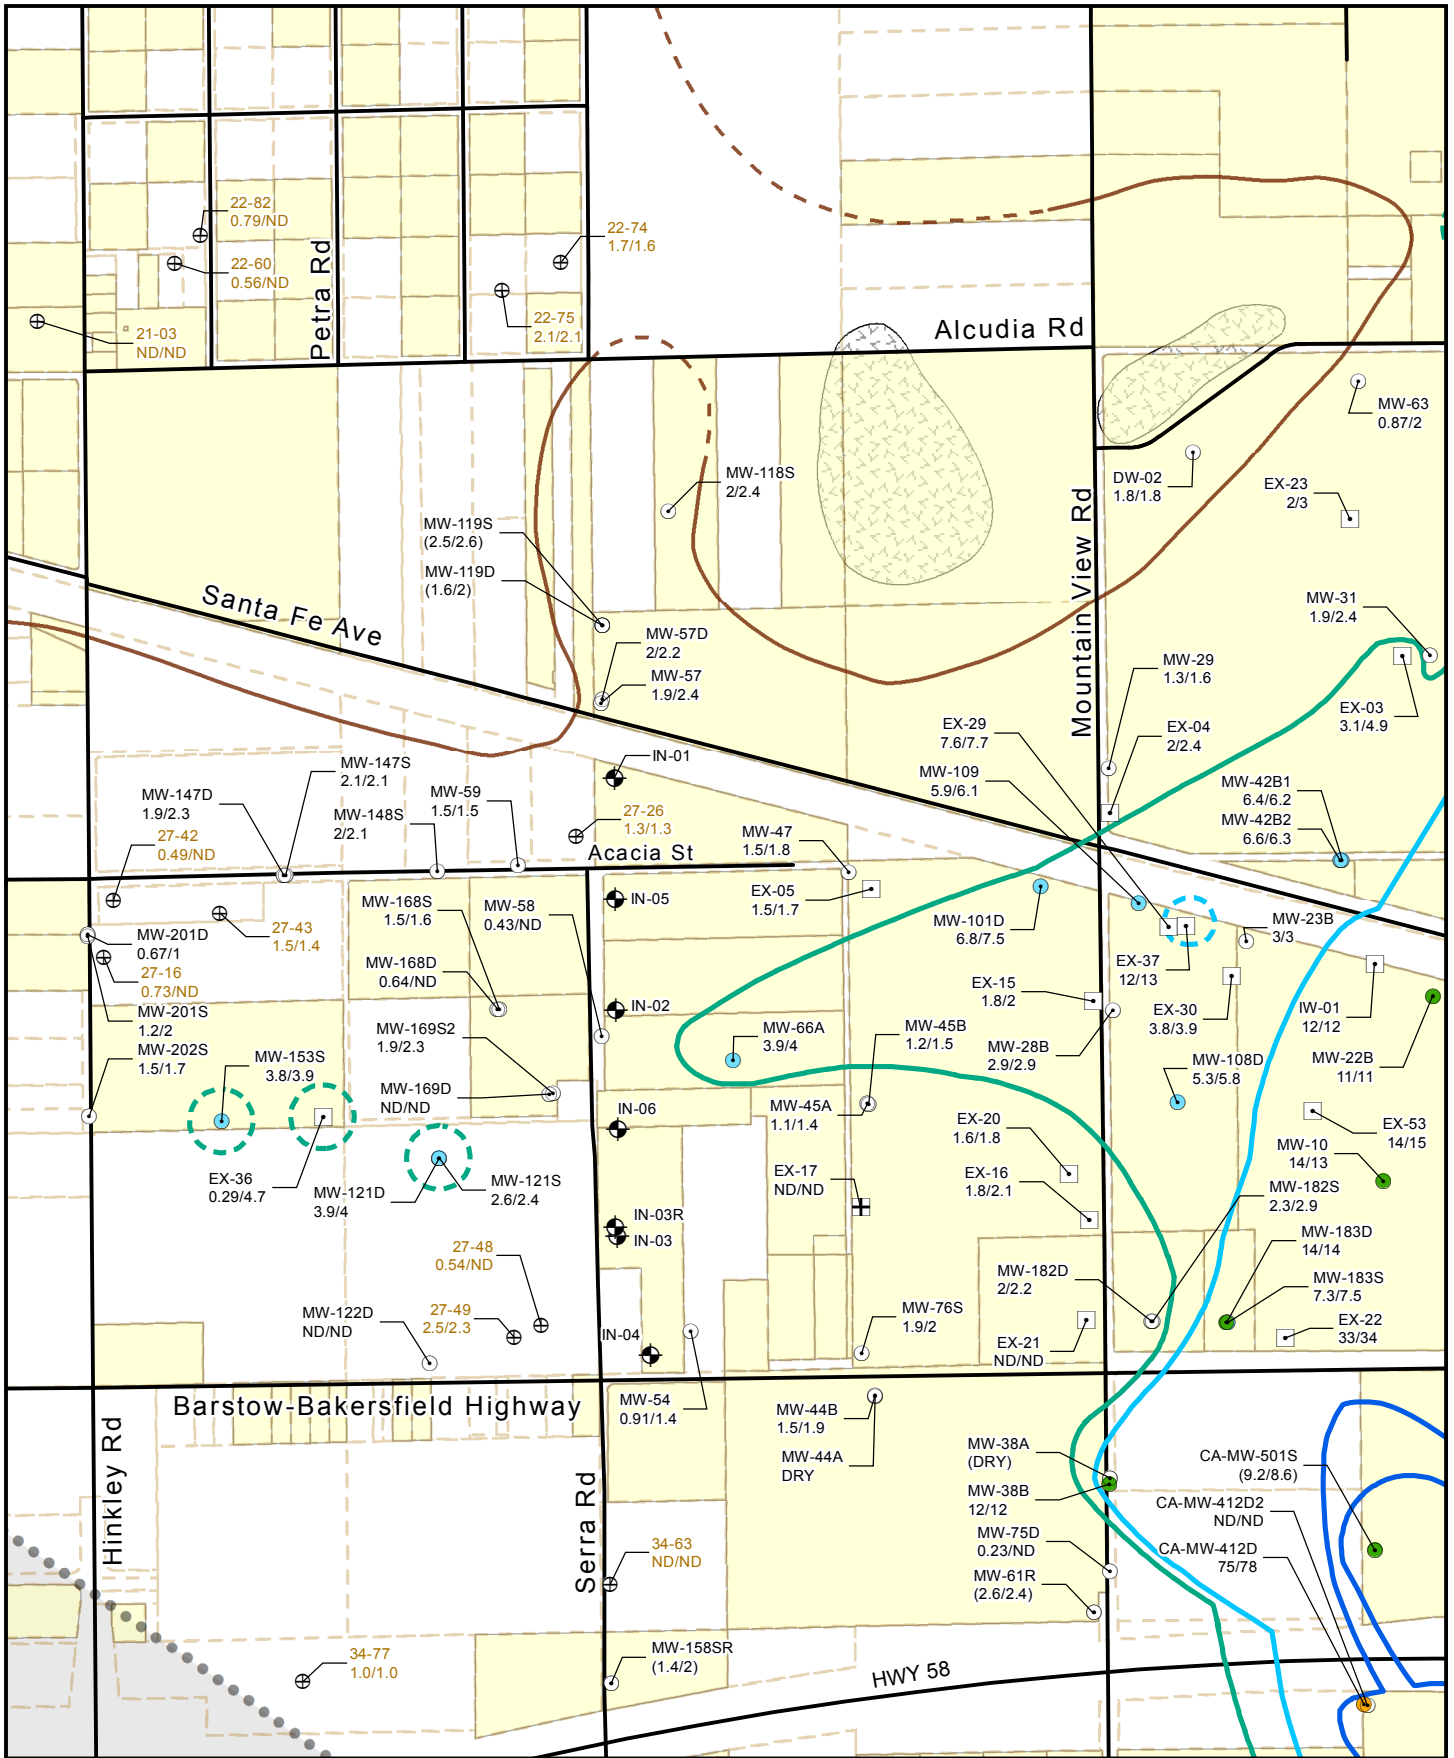 22-82
0.79/ND
22-60
0.56/ND
21-03
ND/ND
Petra Rd
22-74
1.7/1.6
22-75
2.1/2.1
Alcudia Rd
MW-63
0.87/2
DW-02
1.8/1.8
EX-23
2/3
MW-118S
2/2.4
MW-119S
(2.5/2.6)
MW-119D
(1.6/2)
Mountain View Rd
Santa Fe Ave
MW-31
1.9/2.4
MW-57D
2/2.2
MW-57
1.9/2.4
MW-29
1.3/1.6
EX-03
3.1/4.9
EX-29
7.6/7.7
EX-04
2/2.4
MW-109
5.9/6.1
IN-01
MW-147S
2.1/2.1
MW-147D
1.9/2.3
MW-59
1.5/1.5
MW-148S
2/2.1
MW-42B1
6.4/6.2
MW-42B2
6.6/6.3
27-26
1.3/1.3
27-42
0.49/ND
MW-47
1.5/1.8
Acacia St
EX-05
1.5/1.7
IN-05
MW-168S
1.5/1.6
MW-58
0.43/ND
MW-101D
6.8/7.5
MW-23B
3/3
27-43
1.5/1.4
MW-201D
0.67/1
27-16
0.73/ND
MW-168D
0.64/ND
EX-37
12/13
EX-15
1.8/2
IN-02
MW-201S
1.2/2
EX-30
3.8/3.9
IW-01
12/12
MW-169S2
1.9/2.3
MW-66A
3.9/4
MW-45B
1.2/1.5
MW-28B
2.9/2.9
MW-202S
1.5/1.7
MW-153S
3.8/3.9
MW-108D
5.3/5.8
MW-22B
11/11
MW-169D
ND/ND
IN-06
MW-45A
1.1/1.4
EX-20
1.6/1.8
EX-53
14/15
MW-10
14/13
EX-36
0.29/4.7
MW-121D
3.9/4
MW-121S
2.6/2.4
EX-17
ND/ND
EX-16
1.8/2.1
MW-182S
2.3/2.9
IN-03R
IN-03
MW-183D
14/14
27-48
0.54/ND
MW-182D
2/2.2
MW-183S
7.3/7.5
MW-122D
ND/ND
27-49
2.5/2.3
IN-04
MW-76S
1.9/2
EX-21
ND/ND
EX-22
33/34
Barstow-Bakersfield Highway
MW-54
0.91/1.4
MW-44B
1.5/1.9
MW-44A
DRY
MW-38A
(DRY)
CA-MW-501S
(9.2/8.6)
MW-38B
12/12
CA-MW-412D2
ND/ND
Hinkley Rd
Serra Rd
MW-75D
0.23/ND
CA-MW-412D
75/78
34-63
ND/ND
MW-61R
(2.6/2.4)
34-77
1.0/1.0
MW-158SR
(1.4/2)
HWY 58